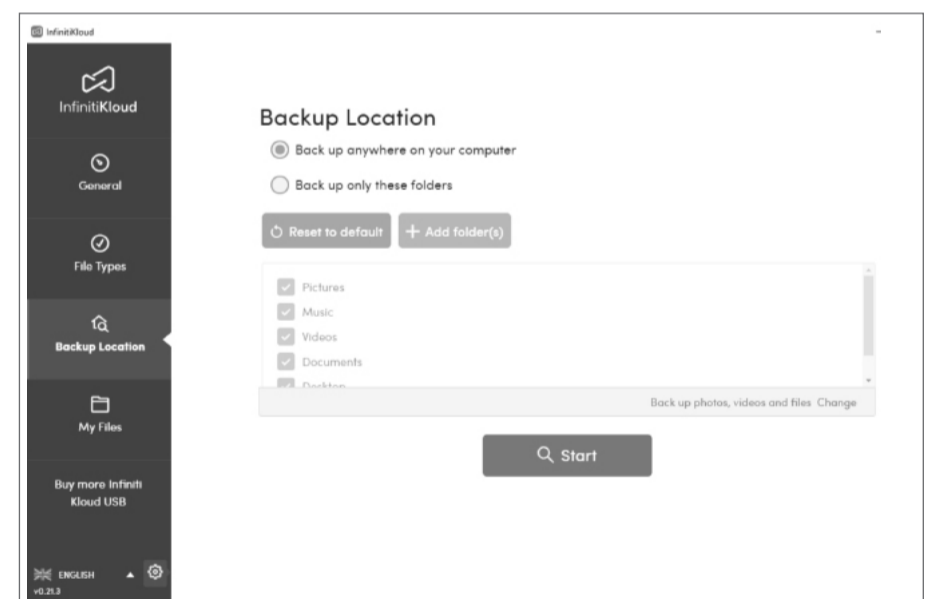 InfinitiKloud
InfinitiKloud
General
File Types
Backup Location
My Files
Buy more Infiniti
Kloud USB
ENGLISH
v0.21.3
Backup Location
Back up anywhere on your computer
Back up only these folders
Reset to default
Add folder(s)
Pictures
Music
Videos
Documents
Desktop
Back up photos, videos and files Change
Start